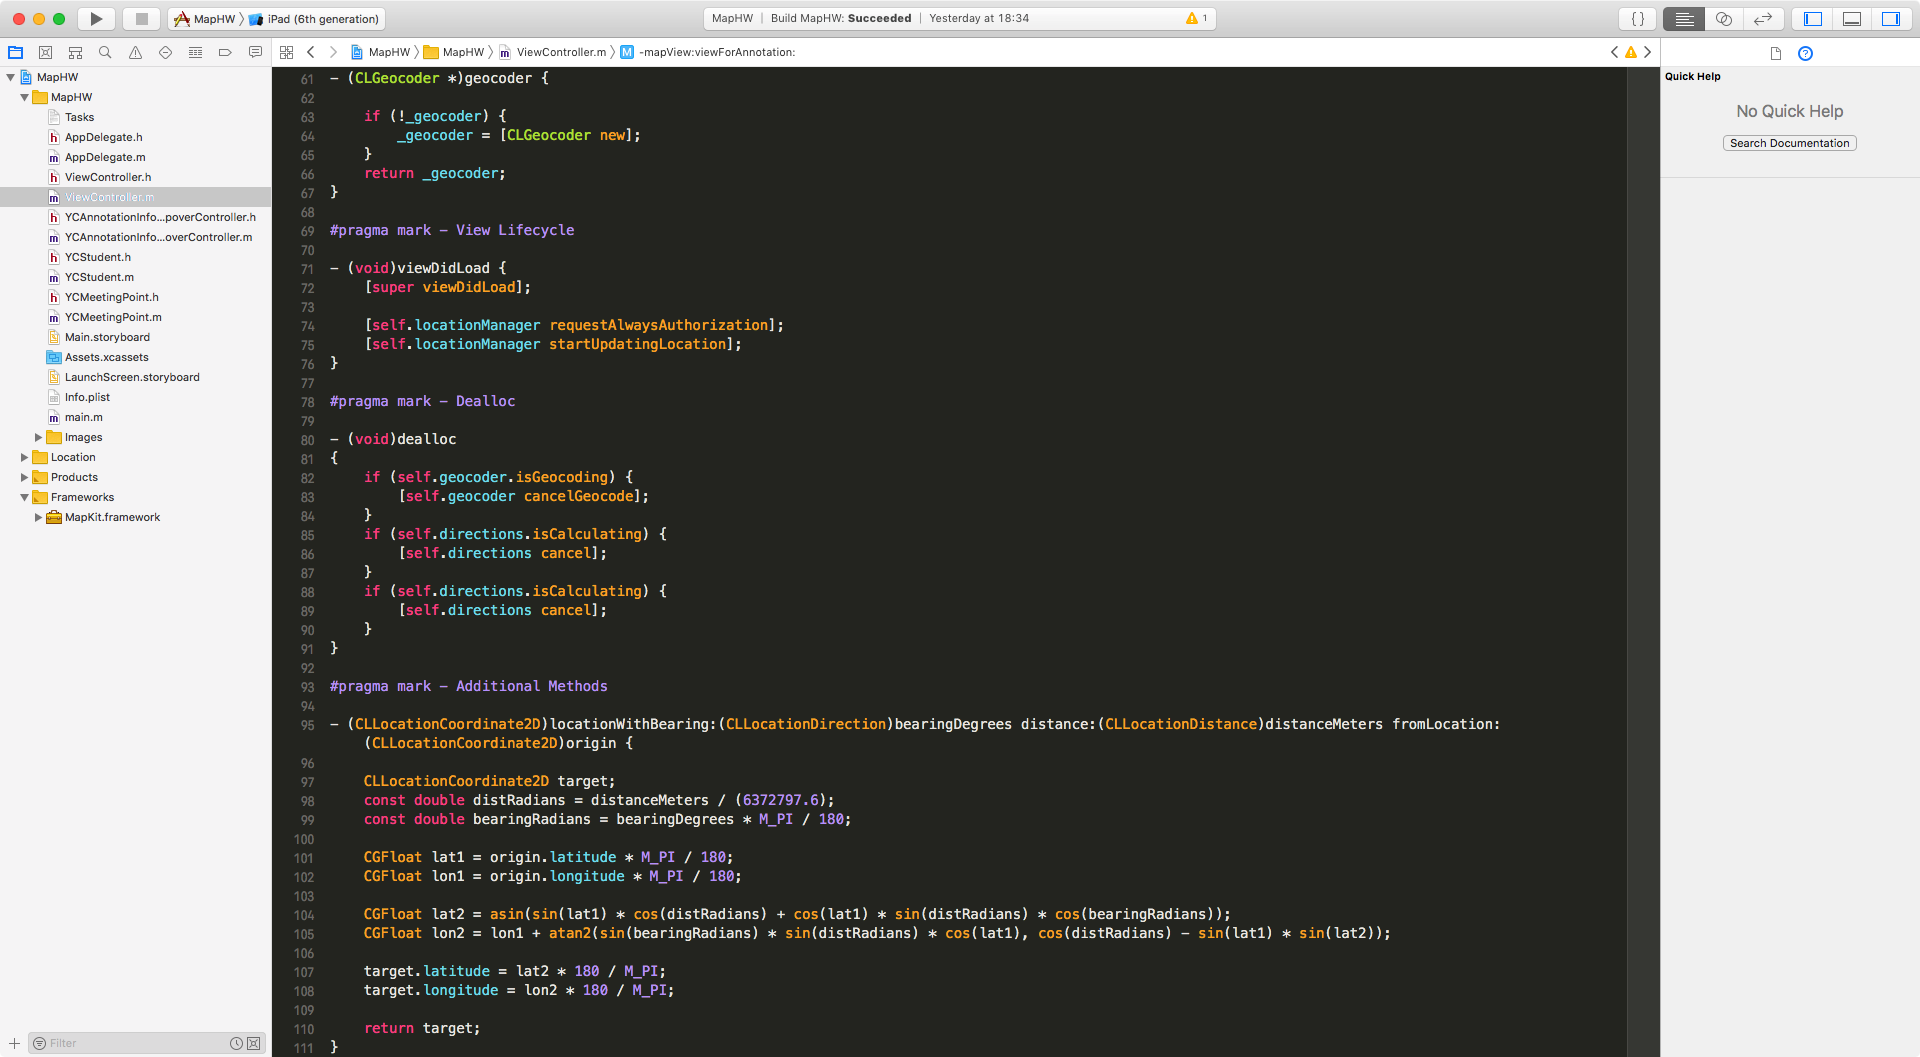 MapHW 〉 iPad (6th generation)
MapHW | Build MapHW: Succeeded | Yesterday at 18:34
1
{ }
MapHW 〉 MapHW 〉 ViewController.m 〉 M -mapView:viewForAnnotation:
MapHW
MapHW
Tasks
AppDelegate.h
AppDelegate.m
ViewController.h
ViewController.m
YCAnnotationInfo...poverController.h
YCAnnotationInfo...overController.m
YCStudent.h
YCStudent.m
YCMeetingPoint.h
YCMeetingPoint.m
Main.storyboard
Assets.xcassets
LaunchScreen.storyboard
Info.plist
main.m
Images
Location
Products
Frameworks
MapKit.framework
Filter
61 - (CLGeocoder *)geocoder {
62
63     if (!_geocoder) {
64         _geocoder = [CLGeocoder new];
65     }
66     return _geocoder;
67 }
68
69 #pragma mark - View Lifecycle
70
71 - (void)viewDidLoad {
72     [super viewDidLoad];
73
74     [self.locationManager requestAlwaysAuthorization];
75     [self.locationManager startUpdatingLocation];
76 }
77
78 #pragma mark - Dealloc
79
80 - (void)dealloc
81 {
82     if (self.geocoder.isGeocoding) {
83         [self.geocoder cancelGeocode];
84     }
85     if (self.directions.isCalculating) {
86         [self.directions cancel];
87     }
88     if (self.directions.isCalculating) {
89         [self.directions cancel];
90     }
91 }
92
93 #pragma mark - Additional Methods
94
95 - (CLLocationCoordinate2D)locationWithBearing:(CLLocationDirection)bearingDegrees distance:(CLLocationDistance)distanceMeters fromLocation:
    (CLLocationCoordinate2D)origin {
96
97     CLLocationCoordinate2D target;
98     const double distRadians = distanceMeters / (6372797.6);
99     const double bearingRadians = bearingDegrees * M_PI / 180;
100
101     CGFloat lat1 = origin.latitude * M_PI / 180;
102     CGFloat lon1 = origin.longitude * M_PI / 180;
103
104     CGFloat lat2 = asin(sin(lat1) * cos(distRadians) + cos(lat1) * sin(distRadians) * cos(bearingRadians));
105     CGFloat lon2 = lon1 + atan2(sin(bearingRadians) * sin(distRadians) * cos(lat1), cos(distRadians) - sin(lat1) * sin(lat2));
106
107     target.latitude = lat2 * 180 / M_PI;
108     target.longitude = lon2 * 180 / M_PI;
109
110     return target;
111 }
Quick Help
No Quick Help
Search Documentation